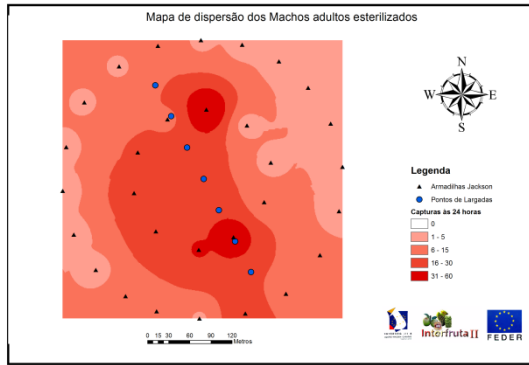 Mapa de dispersão dos Machos adultos esterilizados
N
W E
S
Legenda
Armadilhas Jackson
Pontos de Largadas
Capturas às 24 horas
0
1 - 5
6 - 15
16 - 30
31 - 60
0 15 30 60 90 120
Metros
Interfruta II
FEDER